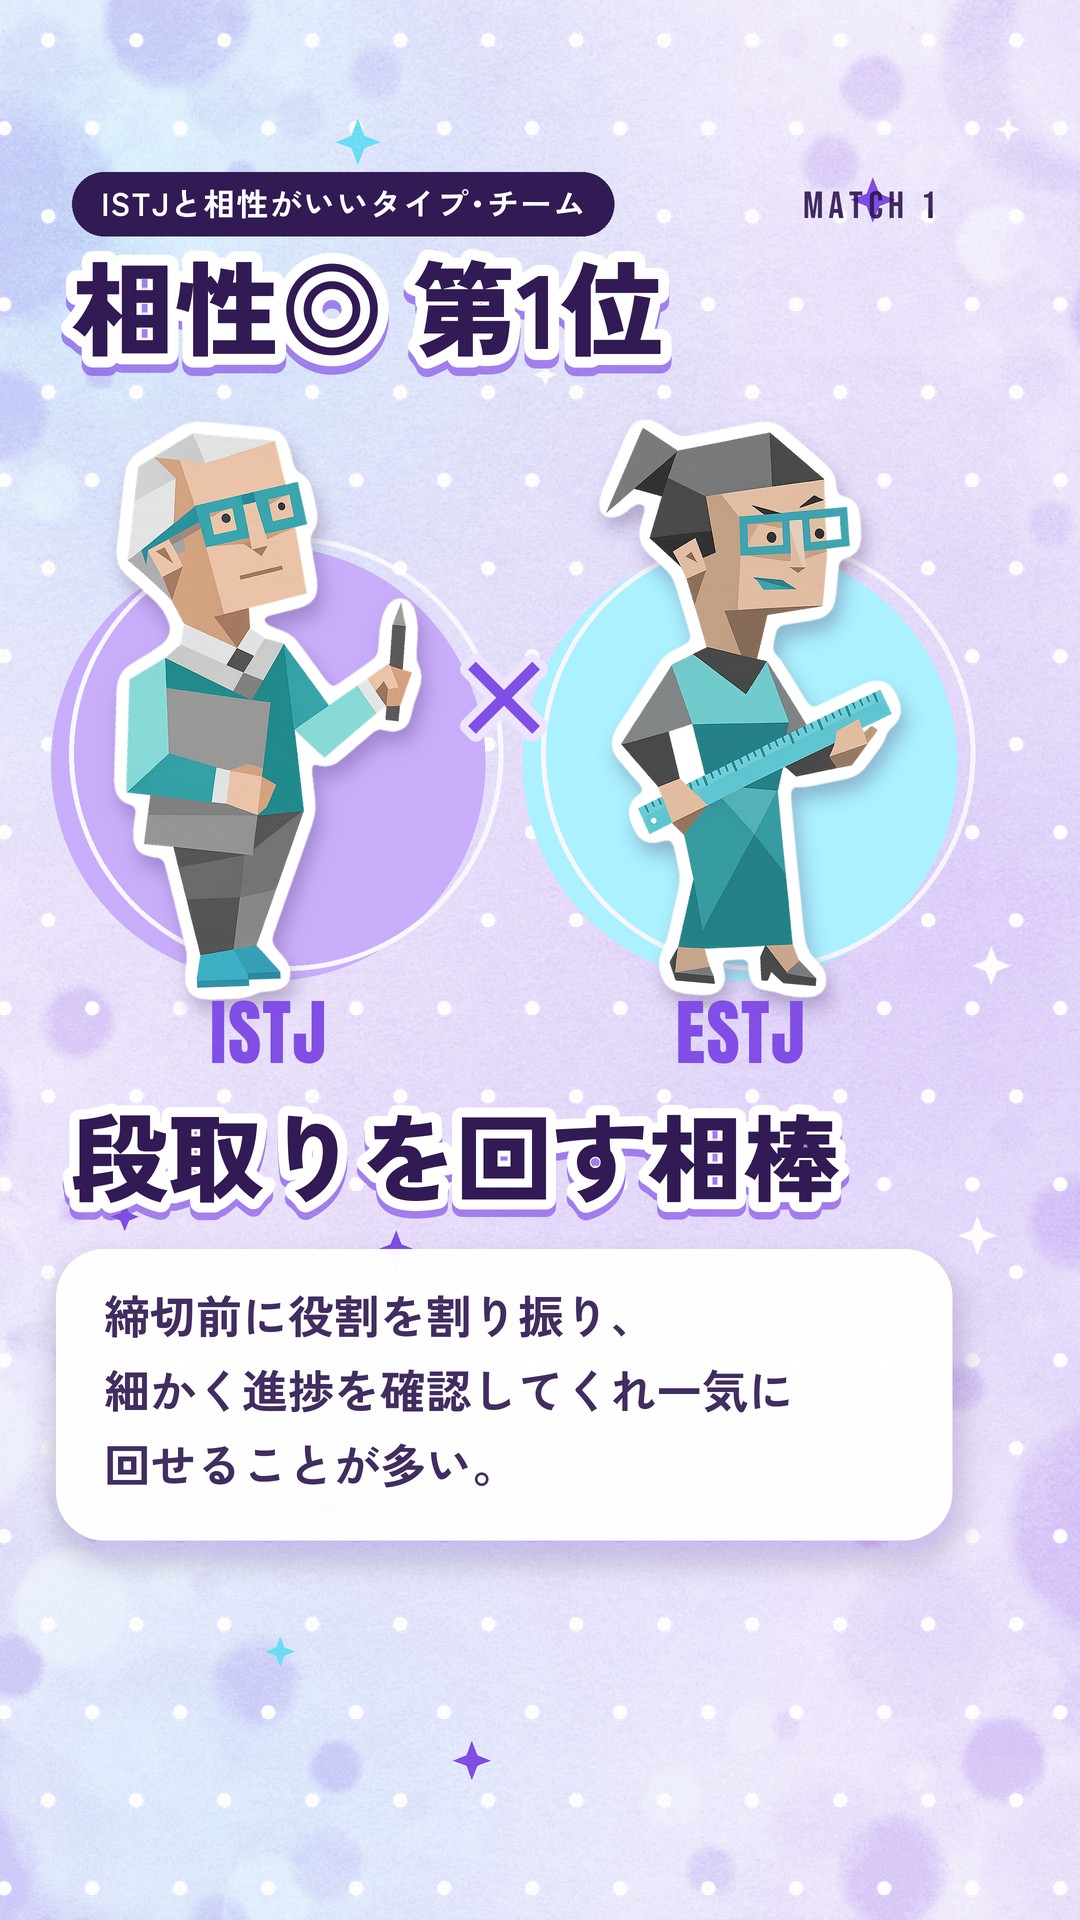 ISTJと相性がいいタイプ・チーム
MATCH 1
相性◎ 第1位
×
ISTJ
ESTJ
段取りを回す相棒
締切前に役割を割り振り、
細かく進捗を確認してくれ一気に
回せることが多い。